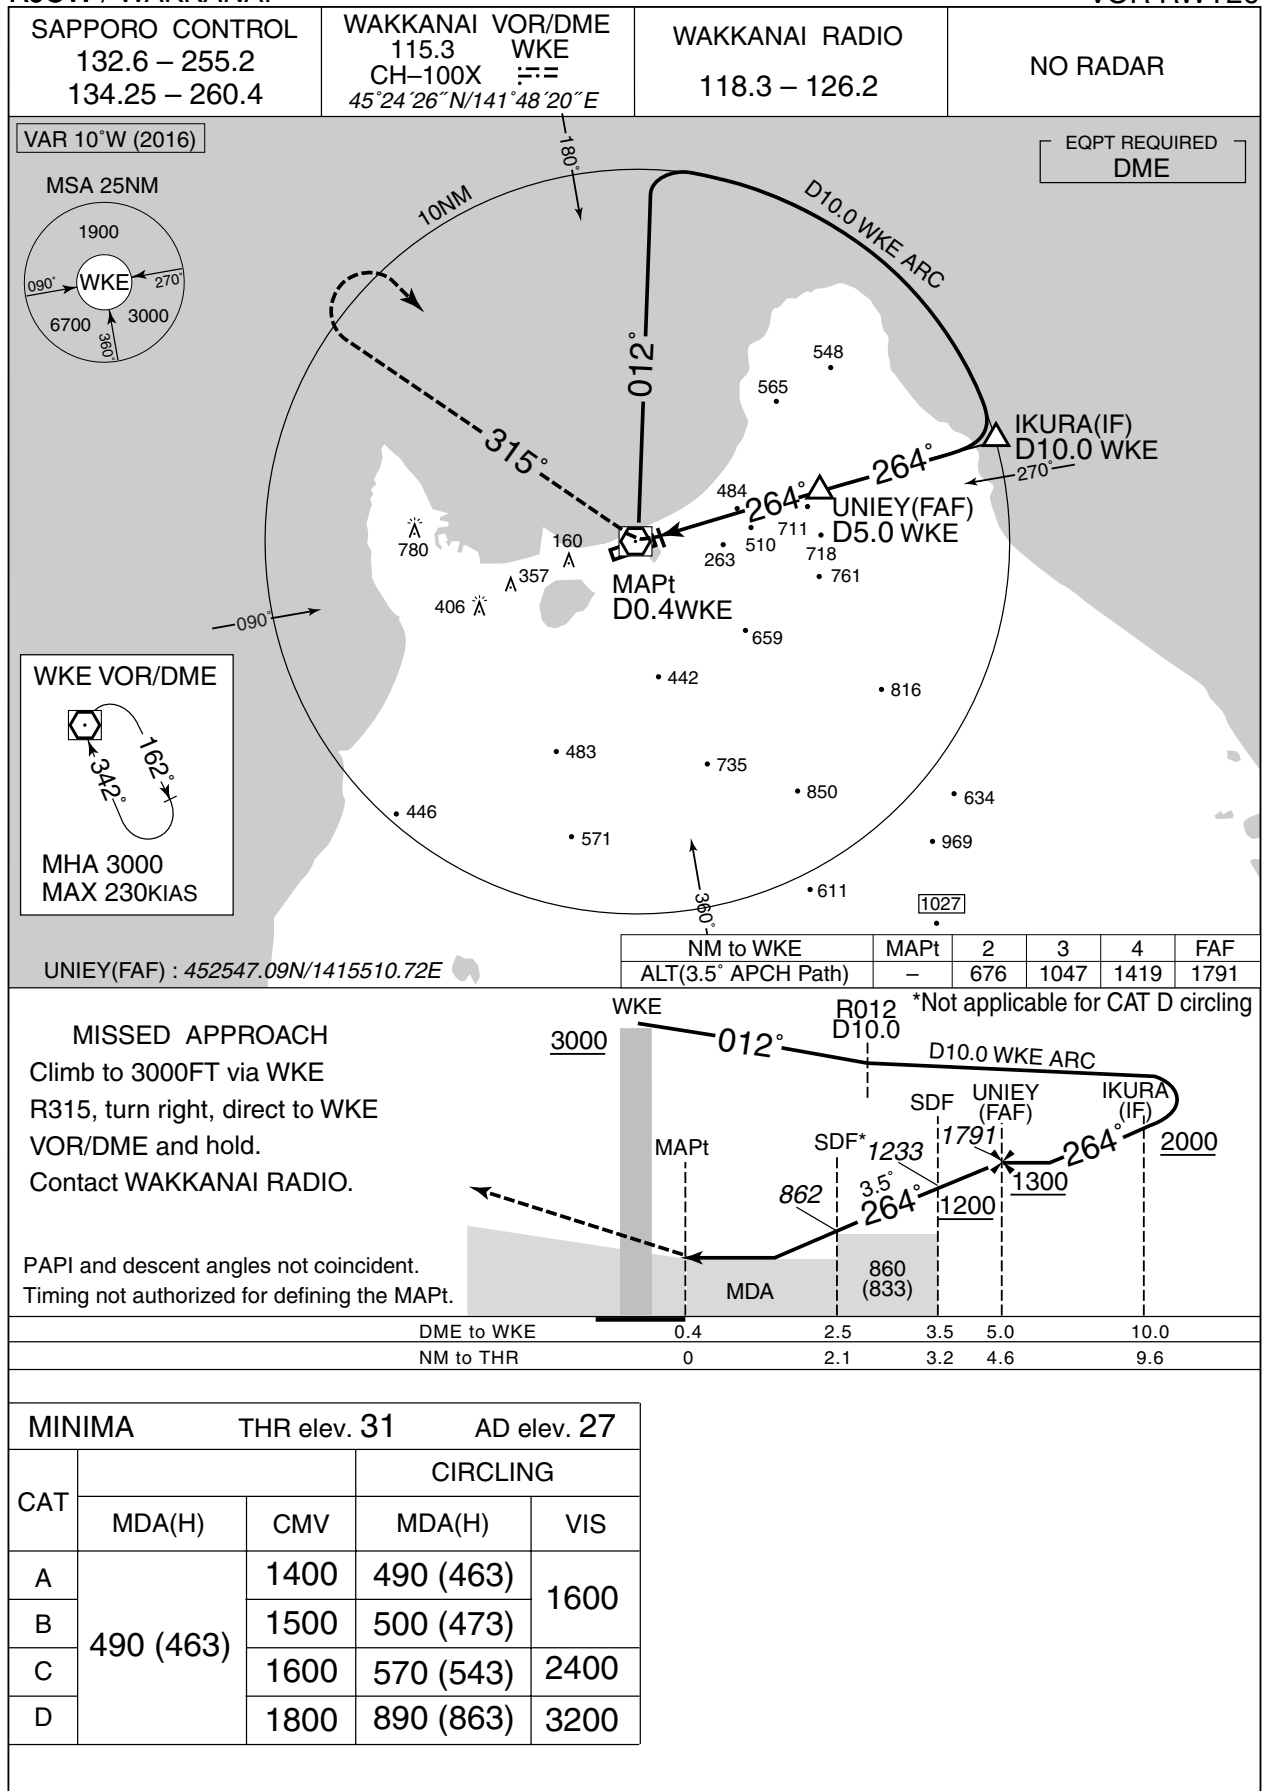 SAPPORO CONTROL
132.6 – 255.2
134.25 – 260.4
WAKKANAI VOR/DME
115.3 WKE
CH–100X
45°24´26˝N/141°48´20˝E
WAKKANAI RADIO
118.3 – 126.2
NO RADAR
VAR 10°W (2016)
EQPT REQUIRED
DME
MSA 25NM
1900
090° WKE 270°
6700 3000
360°
180°
10NM
D10.0 WKE ARC
012°
315°
548
565
IKURA(IF)
D10.0 WKE
264°
270°
484
264°
UNIEY(FAF)
D5.0 WKE
711
510
263
718
761
780
160
357
406
MAPt
D0.4WKE
090°
659
442
816
483
735
850
634
446
571
969
611
1027
360°
WKE VOR/DME
162°
342°
MHA 3000
MAX 230KIAS
UNIEY(FAF) : 452547.09N/1415510.72E
NM to WKE MAPt 2 3 4 FAF
ALT(3.5° APCH Path) – 676 1047 1419 1791
*Not applicable for CAT D circling
MISSED APPROACH
Climb to 3000FT via WKE
R315, turn right, direct to WKE
VOR/DME and hold.
Contact WAKKANAI RADIO.
PAPI and descent angles not coincident.
Timing not authorized for defining the MAPt.
WKE
3000
012°
R012
D10.0
D10.0 WKE ARC
SDF
UNIEY
(FAF)
IKURA
(IF)
MAPt
SDF*
1233
1791
264°
2000
862
3.5°
264°
1300
1200
MDA
860
(833)
DME to WKE 0.4 2.5 3.5 5.0 10.0
NM to THR 0 2.1 3.2 4.6 9.6
MINIMA THR elev. 31 AD elev. 27
CAT
CIRCLING
MDA(H) CMV MDA(H) VIS
A 1400 490 (463)
1600
B 1500 500 (473)
490 (463)
C 1600 570 (543) 2400
D 1800 890 (863) 3200